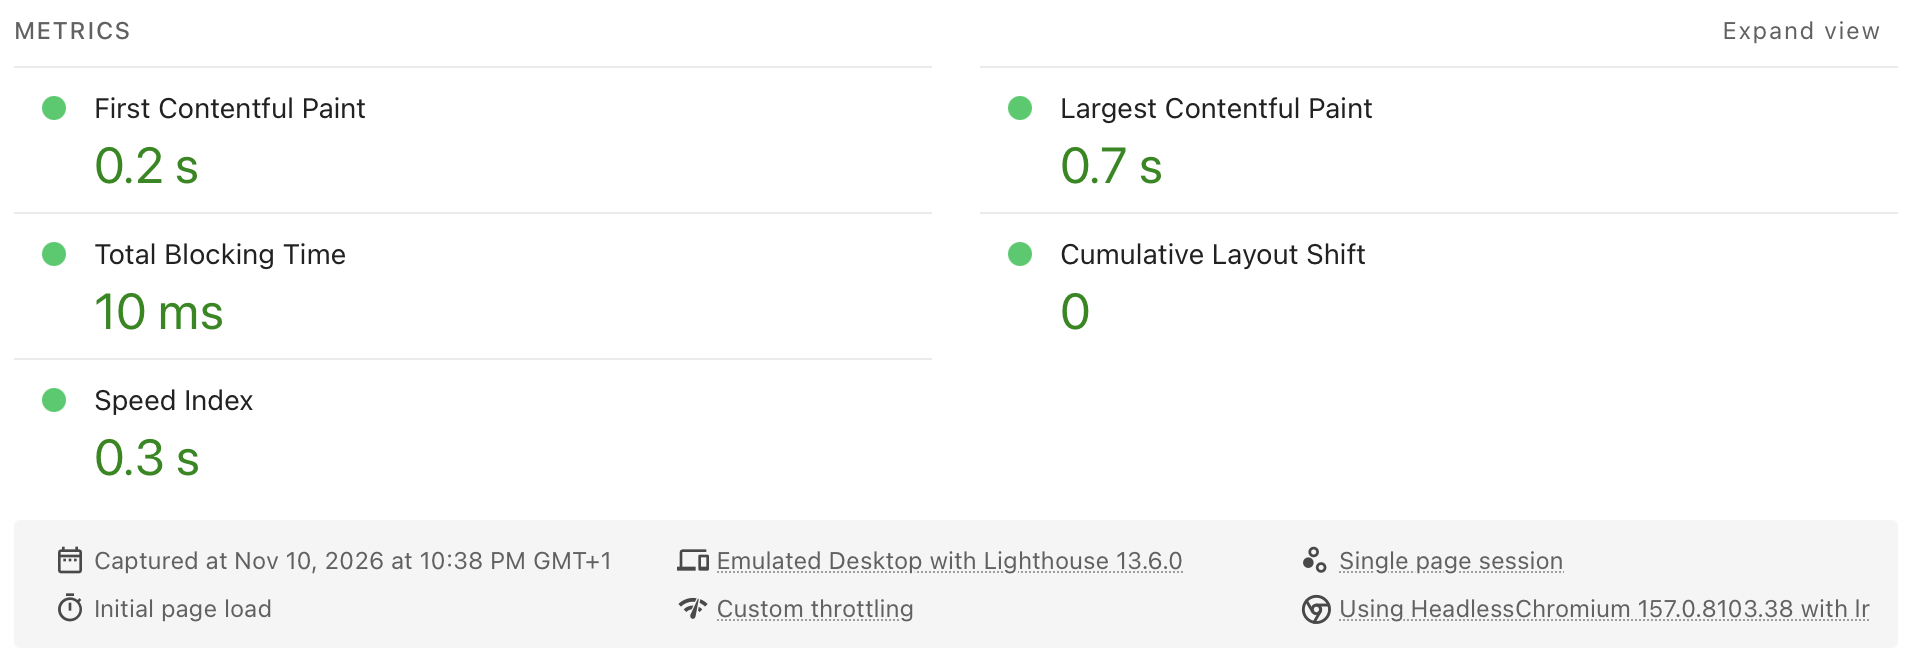 METRICS
Expand view
First Contentful Paint
0.2 s
Largest Contentful Paint
0.7 s
Total Blocking Time
10 ms
Cumulative Layout Shift
0
Speed Index
0.3 s
Captured at Nov 10, 2026 at 10:38 PM GMT+1
Emulated Desktop with Lighthouse 13.6.0
Single page session
Initial page load
Custom throttling
Using HeadlessChromium 157.0.8103.38 with lr